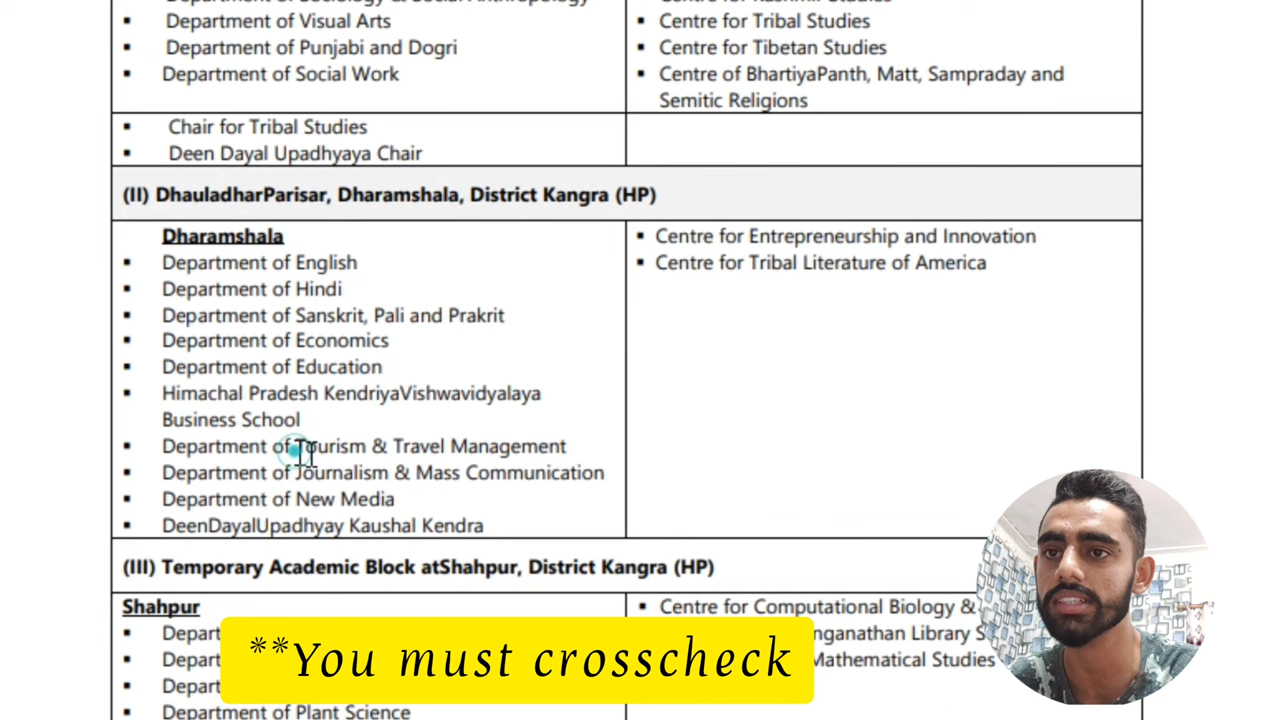 Department of Visual Arts
Department of Punjabi and Dogri
Department of Social Work
Centre for Tribal Studies
Centre for Tibetan Studies
Centre of BhartiyaPanth, Matt, Sampraday and
Semitic Religions
Chair for Tribal Studies
Deen Dayal Upadhyaya Chair
(II) DhauladharParisar, Dharamshala, District Kangra (HP)
Dharamshala
Department of English
Department of Hindi
Department of Sanskrit, Pali and Prakrit
Department of Economics
Department of Education
Himachal Pradesh KendriyaVishwavidyalaya
Business School
Department of Tourism & Travel Management
Department of Journalism & Mass Communication
Department of New Media
DeenDayalUpadhyay Kaushal Kendra
Centre for Entrepreneurship and Innovation
Centre for Tribal Literature of America
(III) Temporary Academic Block atShahpur, District Kangra (HP)
Shahpur
Department of Plant Science
Centre for Computational Biology &
Library
Mathematical Studies
**You must crosscheck